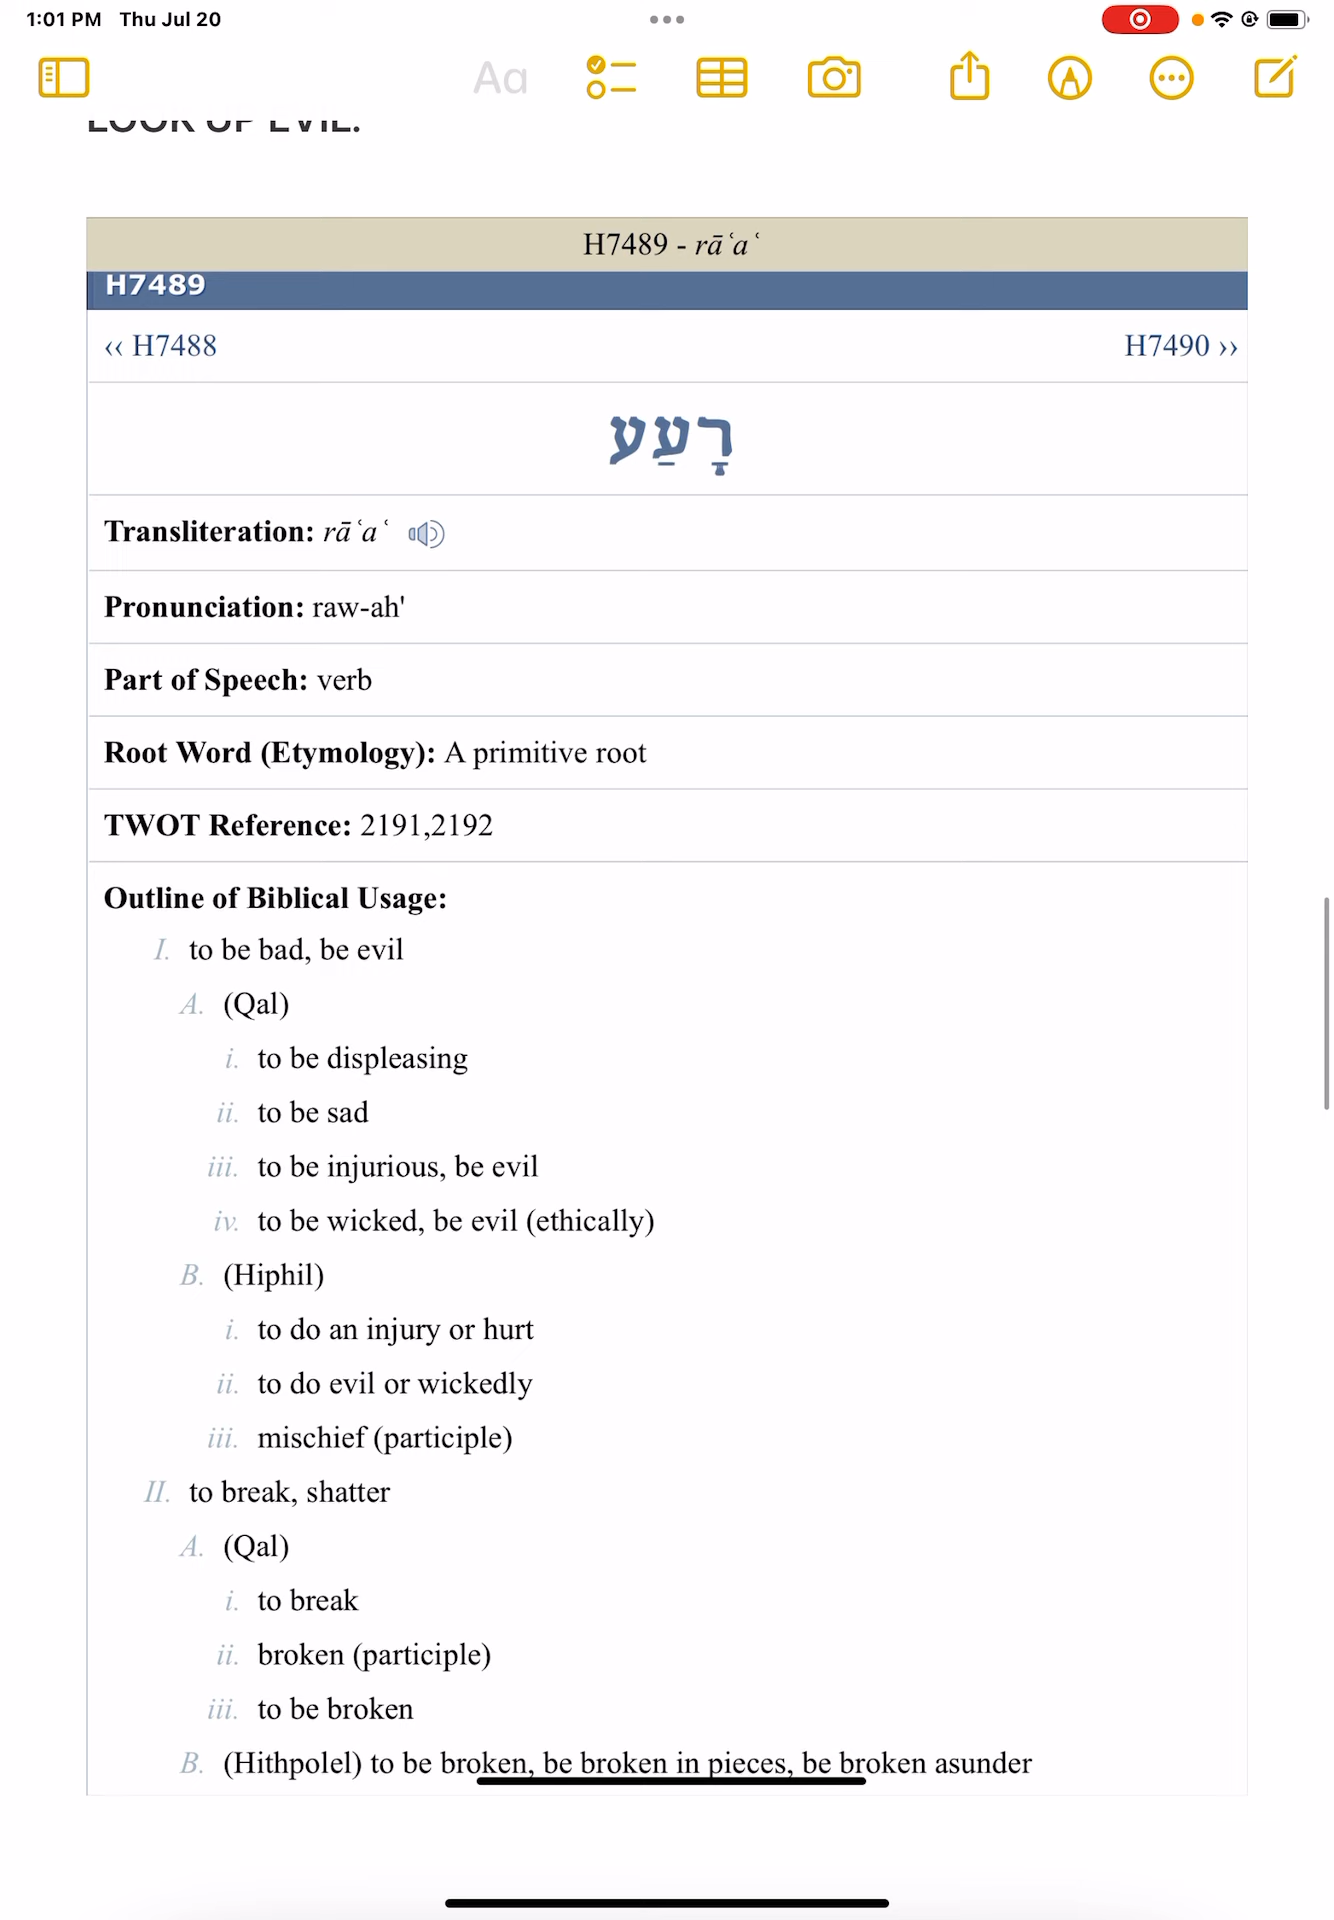 1:01 PM Thu Jul 20
Aa
LOOK UP EVIL.
H7489 - rāʿaʿ
H7489
‹‹ H7488 H7490 ››
רָעַע
Transliteration: rāʿaʿ
Pronunciation: raw-ah'
Part of Speech: verb
Root Word (Etymology): A primitive root
TWOT Reference: 2191,2192
Outline of Biblical Usage:
I. to be bad, be evil
A. (Qal)
i. to be displeasing
ii. to be sad
iii. to be injurious, be evil
iv. to be wicked, be evil (ethically)
B. (Hiphil)
i. to do an injury or hurt
ii. to do evil or wickedly
iii. mischief (participle)
II. to break, shatter
A. (Qal)
i. to break
ii. broken (participle)
iii. to be broken
B. (Hithpolel) to be broken, be broken in pieces, be broken asunder